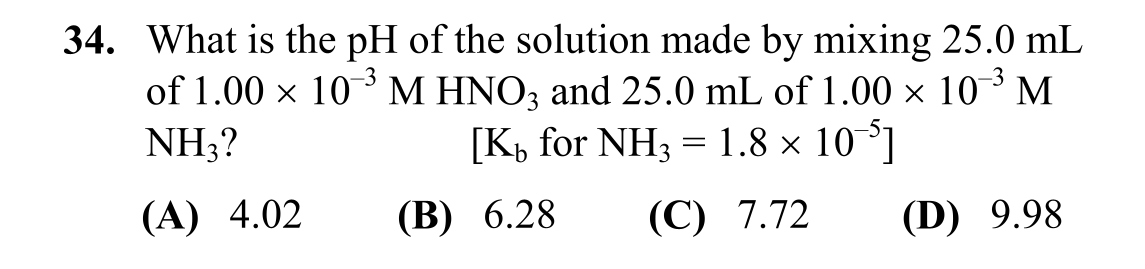 34. What is the pH of the solution made by mixing 25.0 mL
of 1.00 × 10⁻³ M HNO₃ and 25.0 mL of 1.00 × 10⁻³ M
NH₃? [K_b for NH₃ = 1.8 × 10⁻⁵]
(A) 4.02 (B) 6.28 (C) 7.72 (D) 9.98